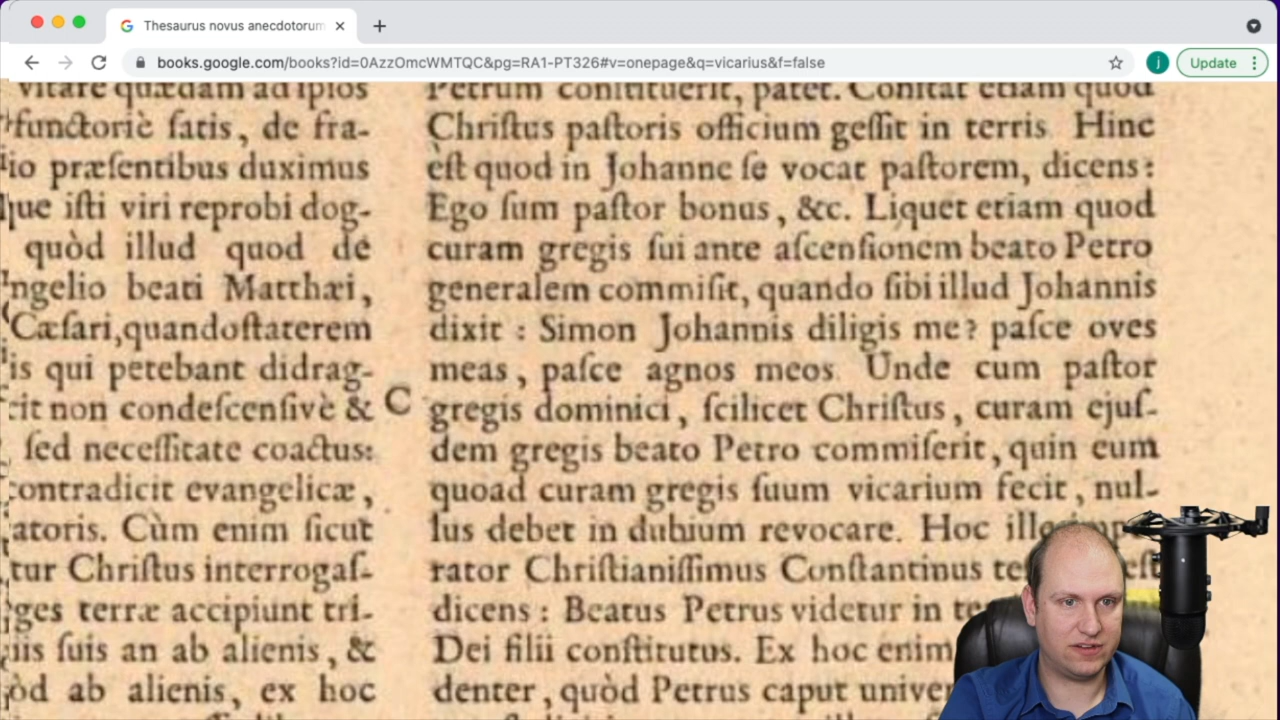 Thesaurus novus anecdotorum
books.google.com/books?id=0AzzOmcWMTQC&pg=RA1-PT326#v=onepage&q=vicarius&f=false
j
Update
vitare quædam ad ipsos
functoriè ſatis, de fra-
io præſentibus duximus
que iſti viri reprobi dog-
quòd illud quod de
ngelio beati Matthæi,
Cæſari, quando ſtaterem
is qui petebant didrag-
cit non condeſcenſivè &
ſed neceſſitate coactus:
contradicit evangelicæ,
atoris. Cùm enim ſicut
tur Chriſtus interrogaſ-
ges terræ accipiunt tri-
iis ſuis an ab alienis, &
òd ab alienis, ex hoc
C
Petrum conſtituerit, patet. Conſtat etiam quod
Chriſtus paſtoris officium geſſit in terris Hinc
èſt quod in Johanne ſe vocat paſtorem, dicens:
Ego ſum paſtor bonus, &c. Liquet etiam quod
curam gregis ſui ante aſcenſionem beato Petro
generalem commiſit, quando ſibi illud Johannis
dixit : Simon Johannis diligis me? paſce oves
meas, paſce agnos meos Unde cum paſtor
gregis dominici, ſcilicet Chriſtus, curam ejuſ-
dem gregis beato Petro commiſerit, quin eum
quoad curam gregis ſuum vicarium fecit, nul-
lus debet in dubium revocare. Hoc
rator Chriſtianiſſimus Conſtantinus
dicens : Beatus Petrus videtur in
Dei filii conſtitutus. Ex hoc enim
denter, quòd Petrus caput